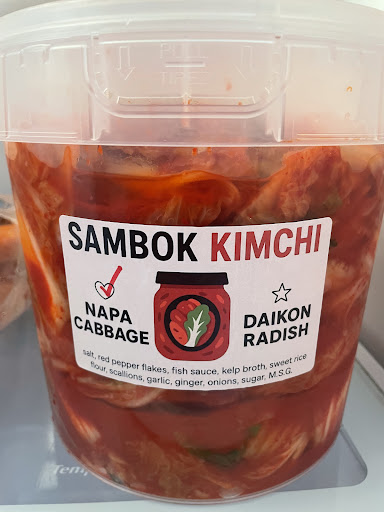 PULL
SAMBOK KIMCHI
NAPA
CABBAGE
DAIKON
RADISH
salt, red pepper flakes, fish sauce, kelp broth, sweet rice
flour, scallions, garlic, ginger, onions, sugar, M.S.G.